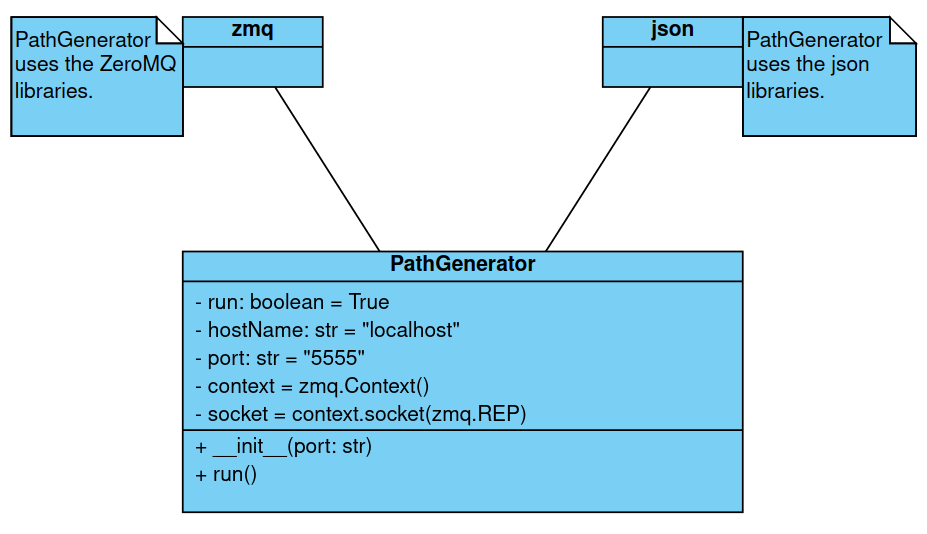 PathGenerator
uses the ZeroMQ
libraries.
zmq
json
PathGenerator
uses the json
libraries.
PathGenerator
- run: boolean = True
- hostName: str = "localhost"
- port: str = "5555"
- context = zmq.Context()
- socket = context.socket(zmq.REP)
+ __init__(port: str)
+ run()